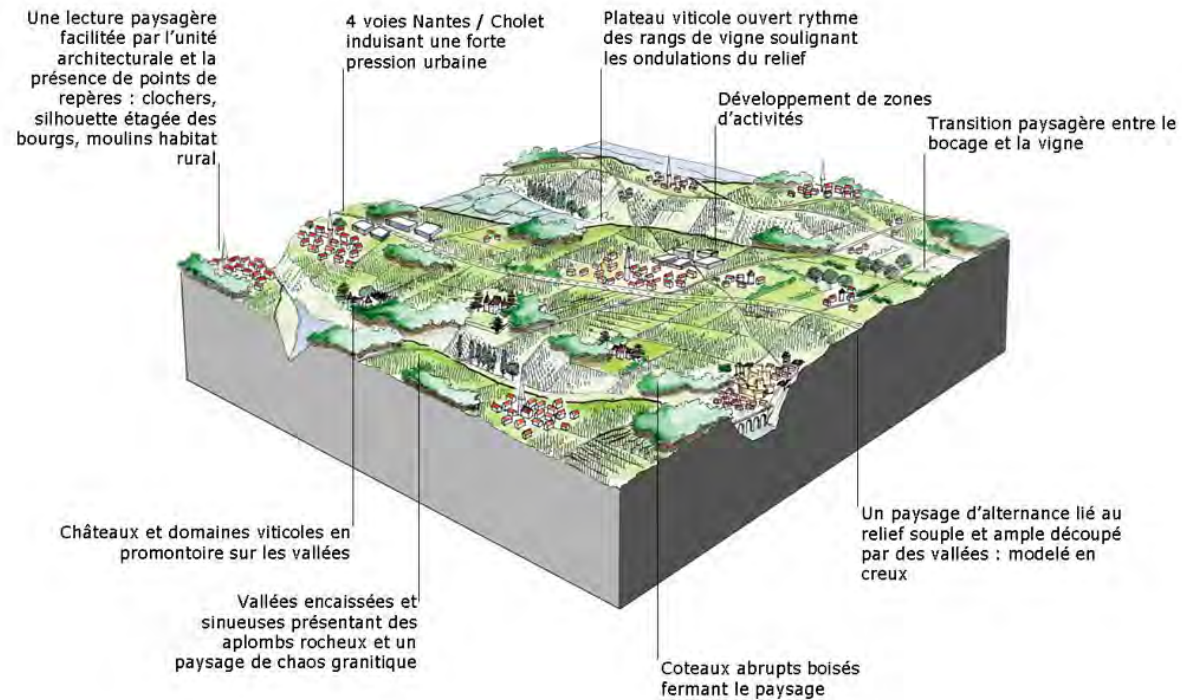 Une lecture paysagère
facilitée par l'unité
architecturale et la
présence de points de
repères : clochers,
silhouette étagée des
bourgs, moulins habitat
rural
4 voies Nantes / Cholet
induisant une forte
pression urbaine
Plateau viticole ouvert rythme
des rangs de vigne soulignant
les ondulations du relief
Développement de zones
d'activités
Transition paysagère entre le
bocage et la vigne
Châteaux et domaines viticoles en
promontoire sur les vallées
Vallées encaissées et
sinueuses présentant des
aplombs rocheux et un
paysage de chaos granitique
Coteaux abrupts boisés
fermant le paysage
Un paysage d'alternance lié au
relief souple et ample découpé
par des vallées : modelé en
creux